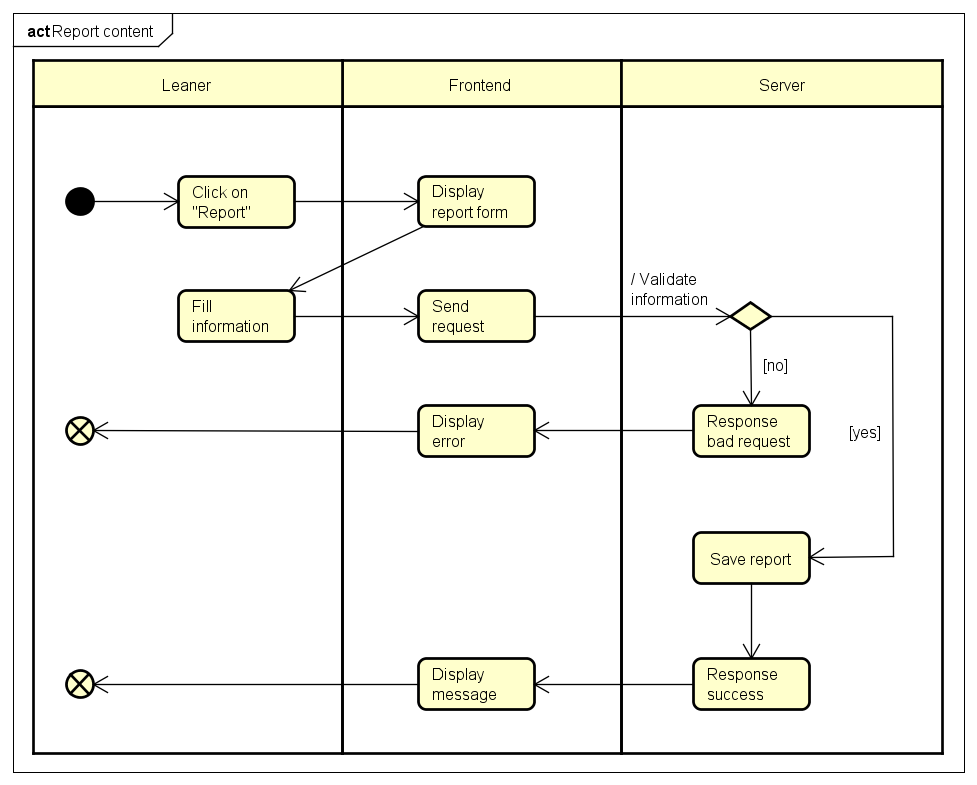 act Report content
Leaner
Frontend
Server
Click on
"Report"
Display
report form
/ Validate
information
Fill
information
Send
request
[no]
Display
error
Response
bad request
[yes]
Save report
Display
message
Response
success